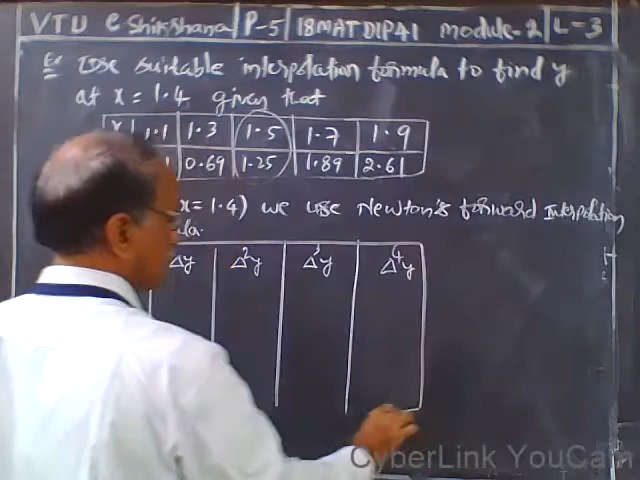 VTU e Shikshana P-5 18MATDIP41 module-2 L-3
Ex Use suitable interpolation formula to find y
at x = 1.4 given that
x 1.1 1.3 1.5 1.7 1.9
1 0.69 1.25 1.89 2.61
x = 1.4) we use Newton's forward Interpolation
Δy Δ²y Δ³y Δ⁴y
CyberLink YouCam